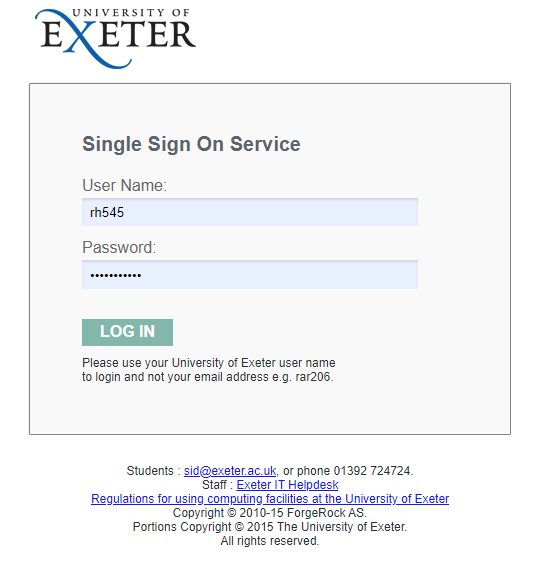 UNIVERSITY OF
EXETER
Single Sign On Service
User Name:
rh545
Password:
•••••••••••
LOG IN
Please use your University of Exeter user name
to login and not your email address e.g. rar206.
Students : sid@exeter.ac.uk, or phone 01392 724724.
Staff : Exeter IT Helpdesk
Regulations for using computing facilities at the University of Exeter
Copyright © 2010-15 ForgeRock AS.
Portions Copyright © 2015 The University of Exeter.
All rights reserved.